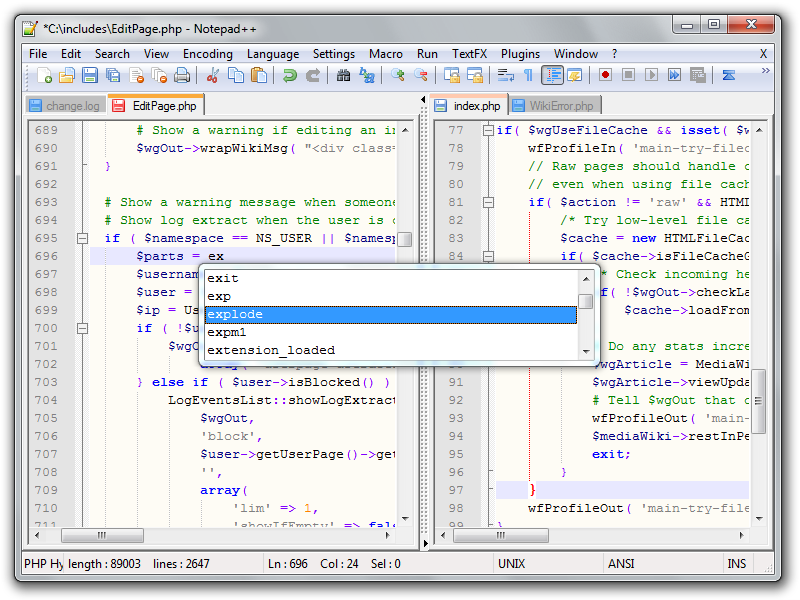 *C:\includes\EditPage.php - Notepad++
File Edit Search View Encoding Language Settings Macro Run TextFX Plugins Window ? X
change.log EditPage.php
689 # Show a warning if editing an i
690 $wgOut->wrapWikiMsg( "<div class=
691 }
692
693 # Show a warning message when someone
694 # Show log extract when the user is
695 if ( $namespace == NS_USER || $namesp
696 $parts = ex
697 $usernam
698 $user =
699 $ip = Us
700 if ( !$u
701 $wgO
702
703 } else if ( $user->isBlocked() )
704 LogEventsList::showLogExtract
705 $wgOut,
706 'block',
707 $user->getUserPage()->get
708 '',
709 array(
710 'lim' => 1,
711 'showIfEmpty' => fals
exit
exp
explode
expm1
extension_loaded
index.php WikiError.php
77 if( $wgUseFileCache && isset( $w
78 wfProfileIn( 'main-try-filec
79 // Raw pages should handle c
80 // even when using file cach
81 if( $action != 'raw' && HTML
82 /* Try low-level file ca
83 $cache = new HTMLFileCac
84 if( $cache->isFileCacheG
* Check incoming he
f( !$wgOut->checkLa
$cache->loadFrom
Do any stats incre
$wgArticle = MediaWi
91 $wgArticle->viewUpda
92 # Tell $wgOut that o
93 wfProfileOut( 'main-
94 $mediaWiki->restInPe
95 exit;
96 }
97 }
98 wfProfileOut( 'main-try-file
99 }
PHP Hy length : 89003 lines : 2647 Ln : 696 Col : 24 Sel : 0 UNIX ANSI INS